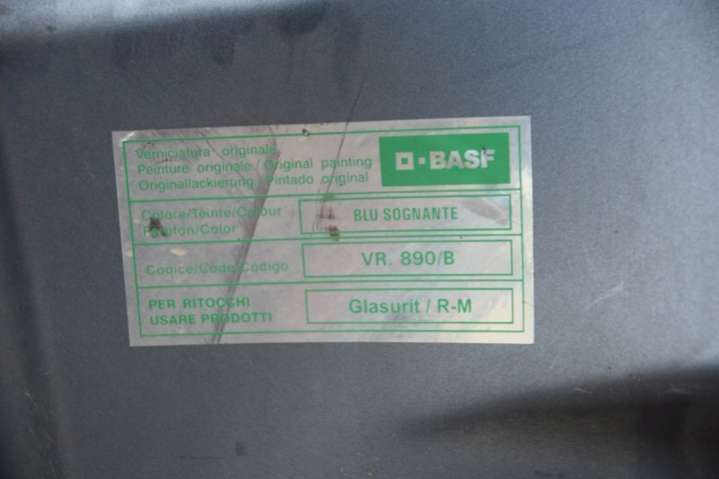 Verniciatura originale
Peinture originale/Original painting
Originallackierung/Pintado original
BASF
Colore/Teinte/Colour
Farbton/Color
BLU SOGNANTE
Codice/Code/Código
VR. 890/B
PER RITOCCHI
USARE PRODOTTI
Glasurit / R-M